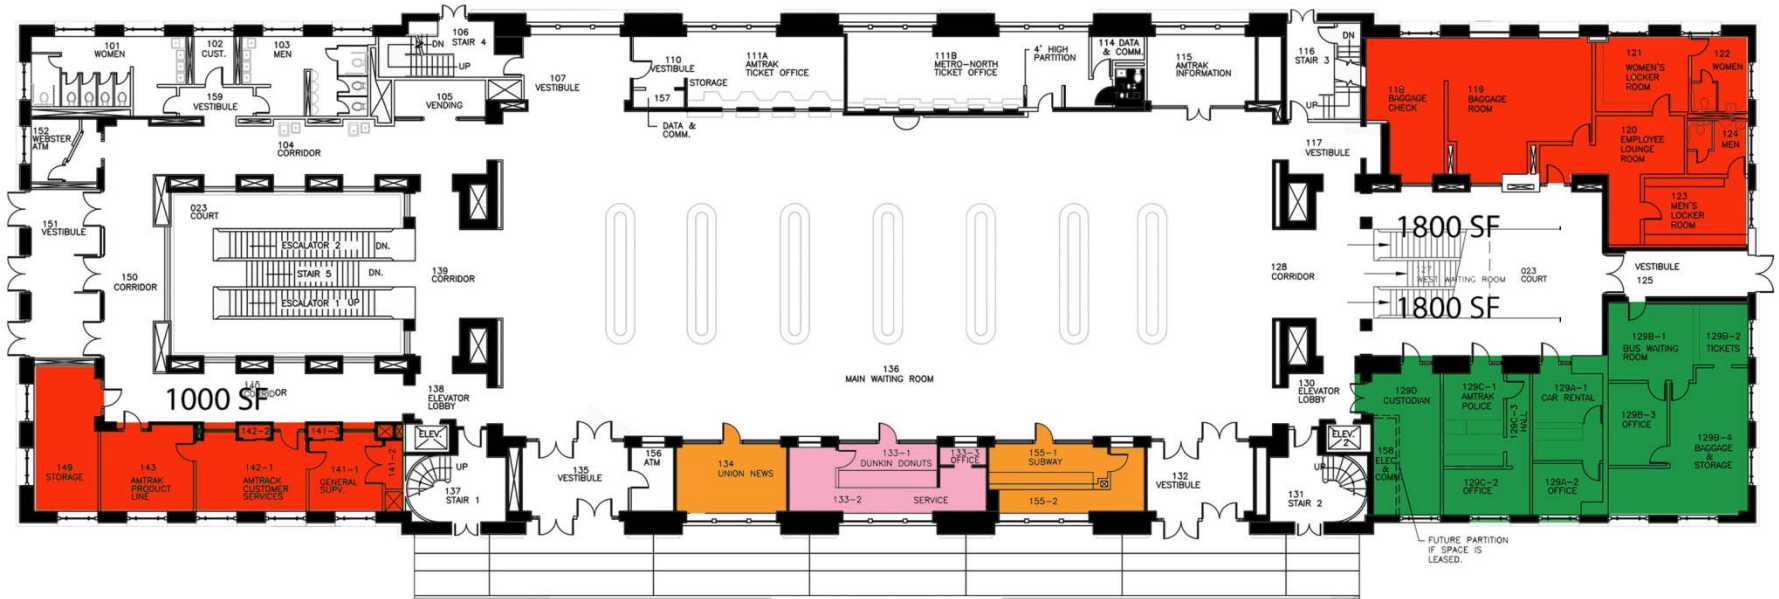 101
WOMEN
102
CUST.
103
MEN
159
VESTIBULE
106
STAIR 4
DN
UP
105
VENDING
107
VESTIBULE
110
VESTIBULE
157
DATA &
COMM.
STORAGE
111A
AMTRAK
TICKET OFFICE
111B
METRO-NORTH
TICKET OFFICE
4' HIGH
PARTITION
114 DATA
& COMM.
115
AMTRAK
INFORMATION
116
STAIR 3
DN
UP
117
VESTIBULE
118
BAGGAGE
CHECK
119
BAGGAGE
ROOM
121
WOMEN'S
LOCKER
ROOM
122
WOMEN
120
EMPLOYEE
LOUNGE
ROOM
124
MEN
123
MEN'S
LOCKER
ROOM
152
WEBSTER
ATM
104
CORRIDOR
151
VESTIBULE
150
CORRIDOR
023
COURT
ESCALATOR 2
DN.
STAIR 5
DN.
ESCALATOR 1 UP
139
CORRIDOR
128
CORRIDOR
1800 SF
127
WEST WAITING ROOM
1800 SF
023
COURT
VESTIBULE
125
136
MAIN WAITING ROOM
138
ELEVATOR
LOBBY
130
ELEVATOR
LOBBY
1000 SF
149
STORAGE
143
AMTRAK
PRODUCT
LINE
142-2
142-1
AMTRACK
CUSTOMER
SERVICES
141-3
141-1
GENERAL
SUPV.
141-2
ELEV.
UP
137
STAIR 1
135
VESTIBULE
156
ATM
134
UNION NEWS
133-1
DUNKIN DONUTS
133-3
OFFICE
133-2
SERVICE
155-1
SUBWAY
155-2
132
VESTIBULE
ELEV.
2
UP
131
STAIR 2
129D
CUSTODIAN
158
ELEC.
&
COMM.
129C-1
AMTRAK
POLICE
129C-3
HALL
129C-2
OFFICE
129A-1
CAR RENTAL
129A-2
OFFICE
129B-1
BUS WAITING
ROOM
129B-2
TICKETS
129B-3
OFFICE
129B-4
BAGGAGE
&
STORAGE
FUTURE PARTITION
IF SPACE IS
LEASED.